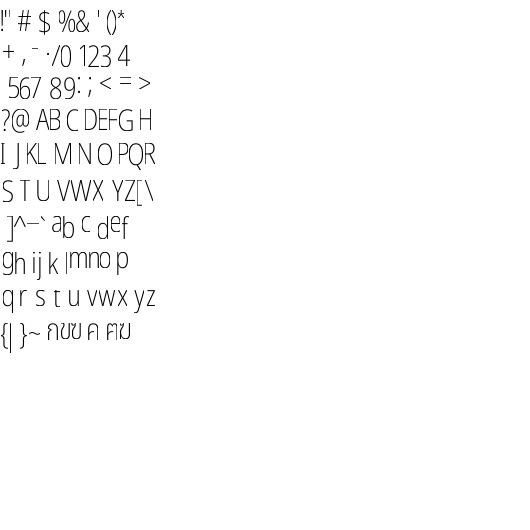 !" # $ %& ' ()*
+ , - ./0 123 4
567 89: ; < = >
?@ AB C DEFG H
I J KL M N O PQR
S T U VWX YZ[ \
]^_` ab c def
gh ij k lmno p
q r s t u vwx yz
{| }~ กขฃ ค ฅฆ